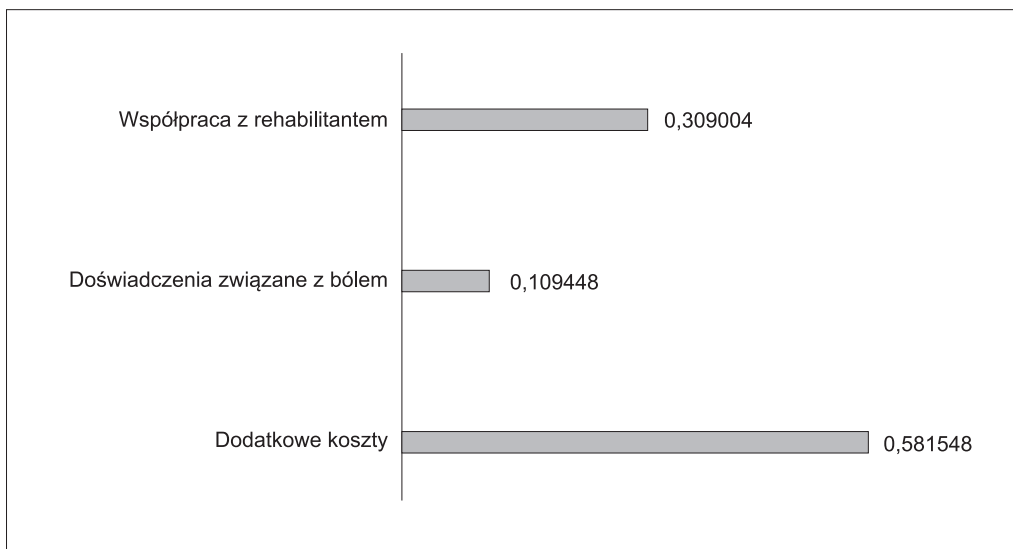 Współpraca z rehabilitantem 0,309004
Doświadczenia związane z bólem 0,109448
Dodatkowe koszty 0,581548